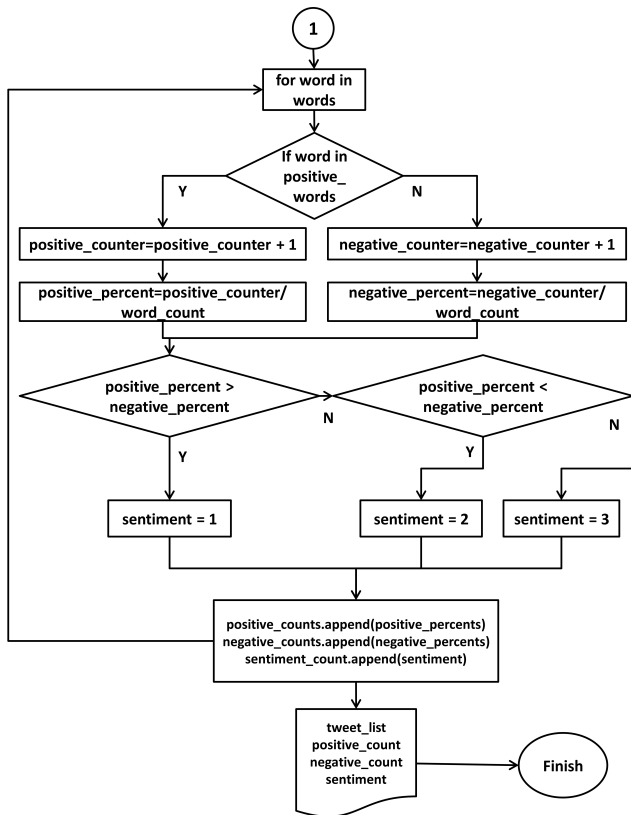 1
for word in
words
If word in
positive_
words
Y
N
positive_counter=positive_counter + 1
negative_counter=negative_counter + 1
positive_percent=positive_counter/
word_count
negative_percent=negative_counter/
word_count
positive_percent >
negative_percent
N
positive_percent <
negative_percent
N
Y
Y
sentiment = 1
sentiment = 2
sentiment = 3
positive_counts.append(positive_percents)
negative_counts.append(negative_percents)
sentiment_count.append(sentiment)
tweet_list
positive_count
negative_count
sentiment
Finish